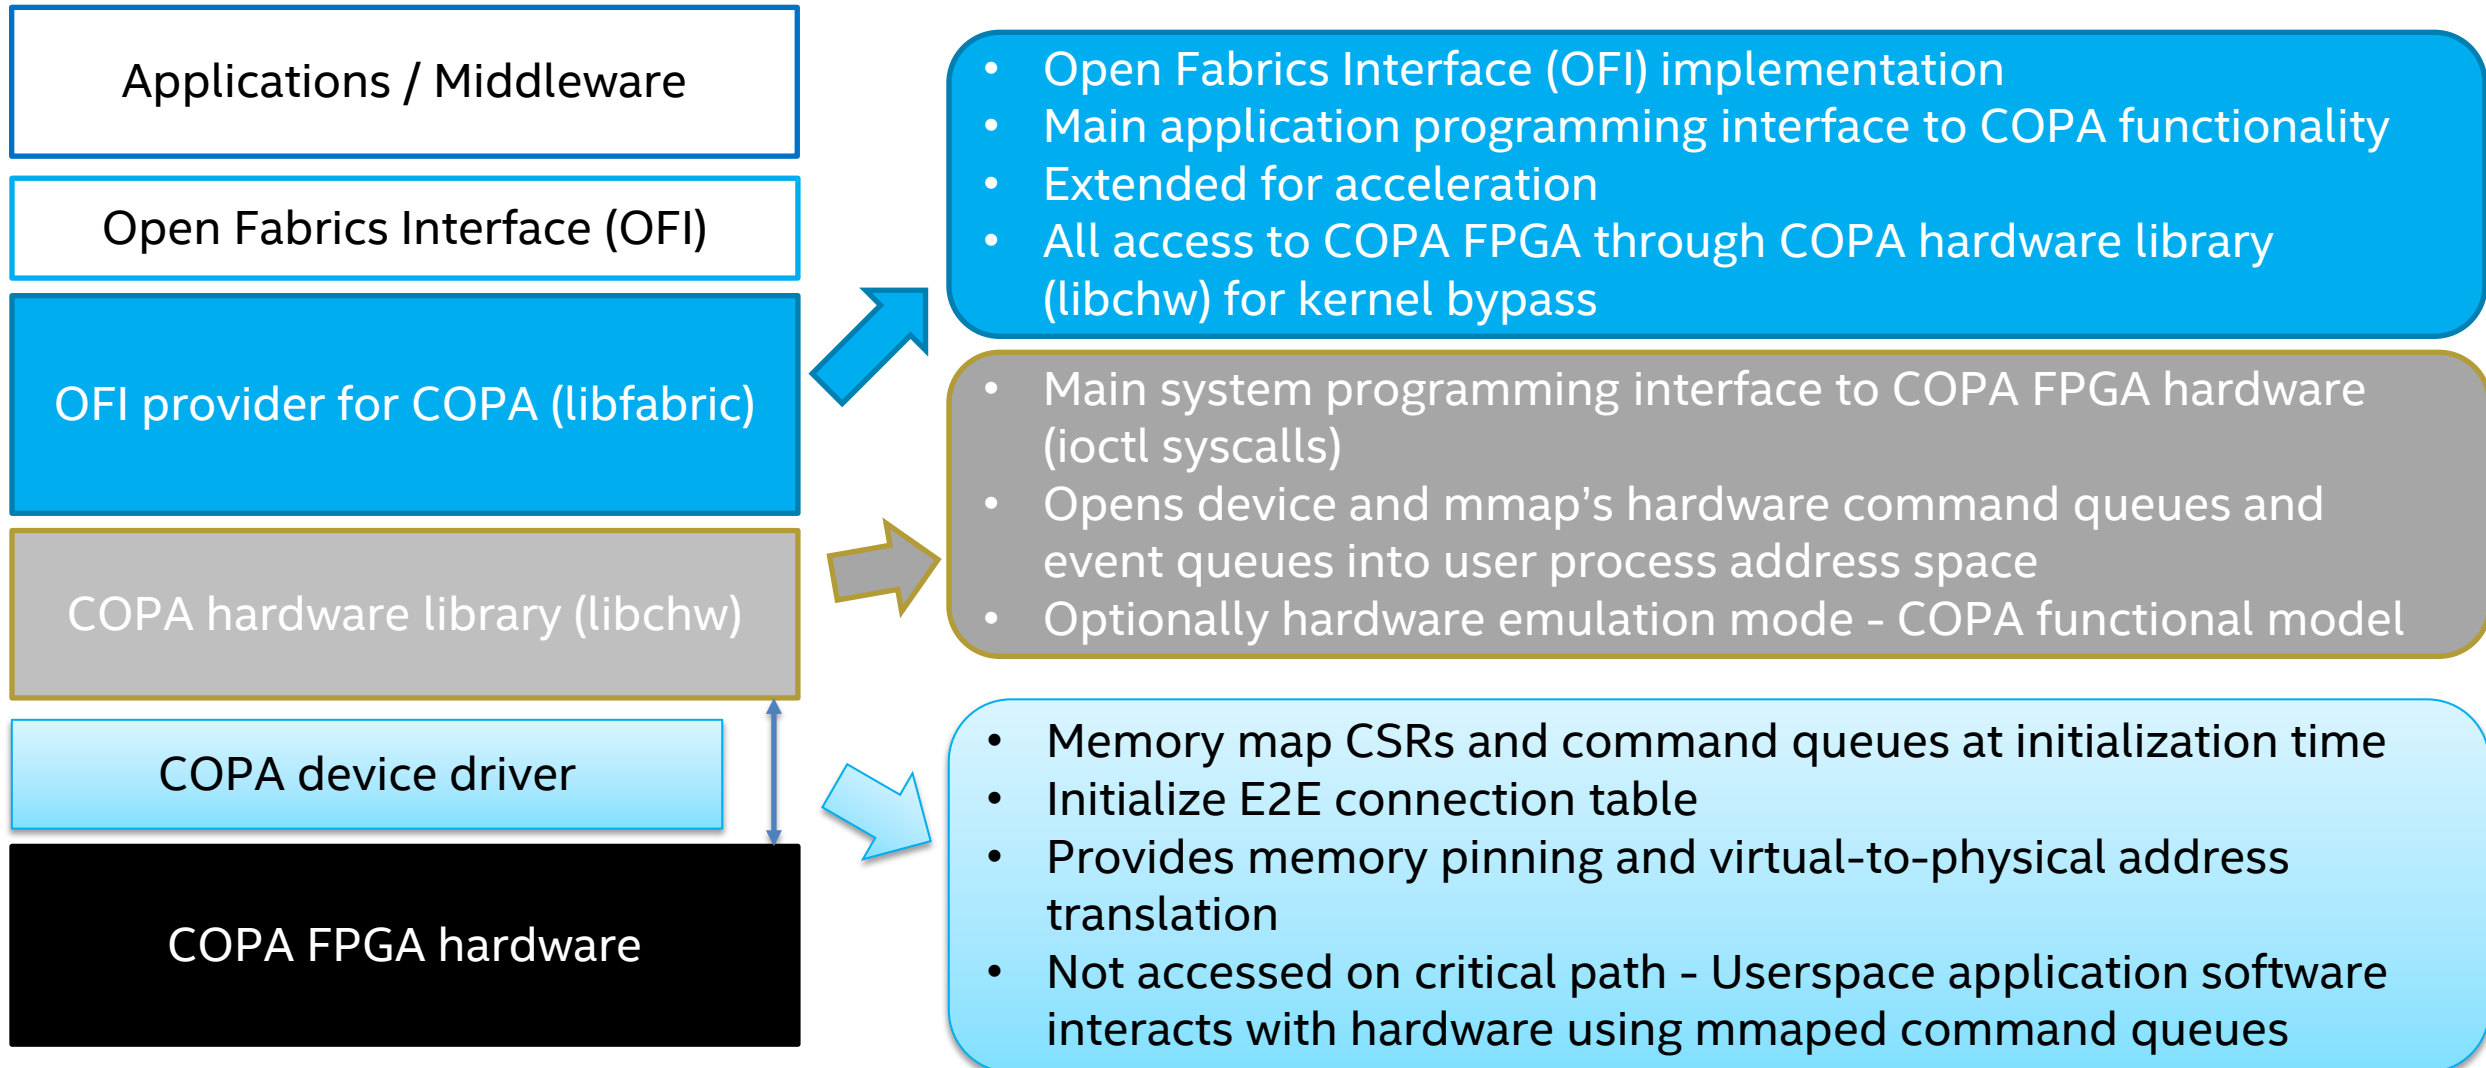 Applications / Middleware
Open Fabrics Interface (OFI)
OFI provider for COPA (libfabric)
COPA hardware library (libchw)
COPA device driver
COPA FPGA hardware
• Open Fabrics Interface (OFI) implementation
• Main application programming interface to COPA functionality
• Extended for acceleration
• All access to COPA FPGA through COPA hardware library
(libchw) for kernel bypass
• Main system programming interface to COPA FPGA hardware
(ioctl syscalls)
• Opens device and mmap’s hardware command queues and
event queues into user process address space
• Optionally hardware emulation mode - COPA functional model
• Memory map CSRs and command queues at initialization time
• Initialize E2E connection table
• Provides memory pinning and virtual-to-physical address
translation
• Not accessed on critical path - Userspace application software
interacts with hardware using mmaped command queues